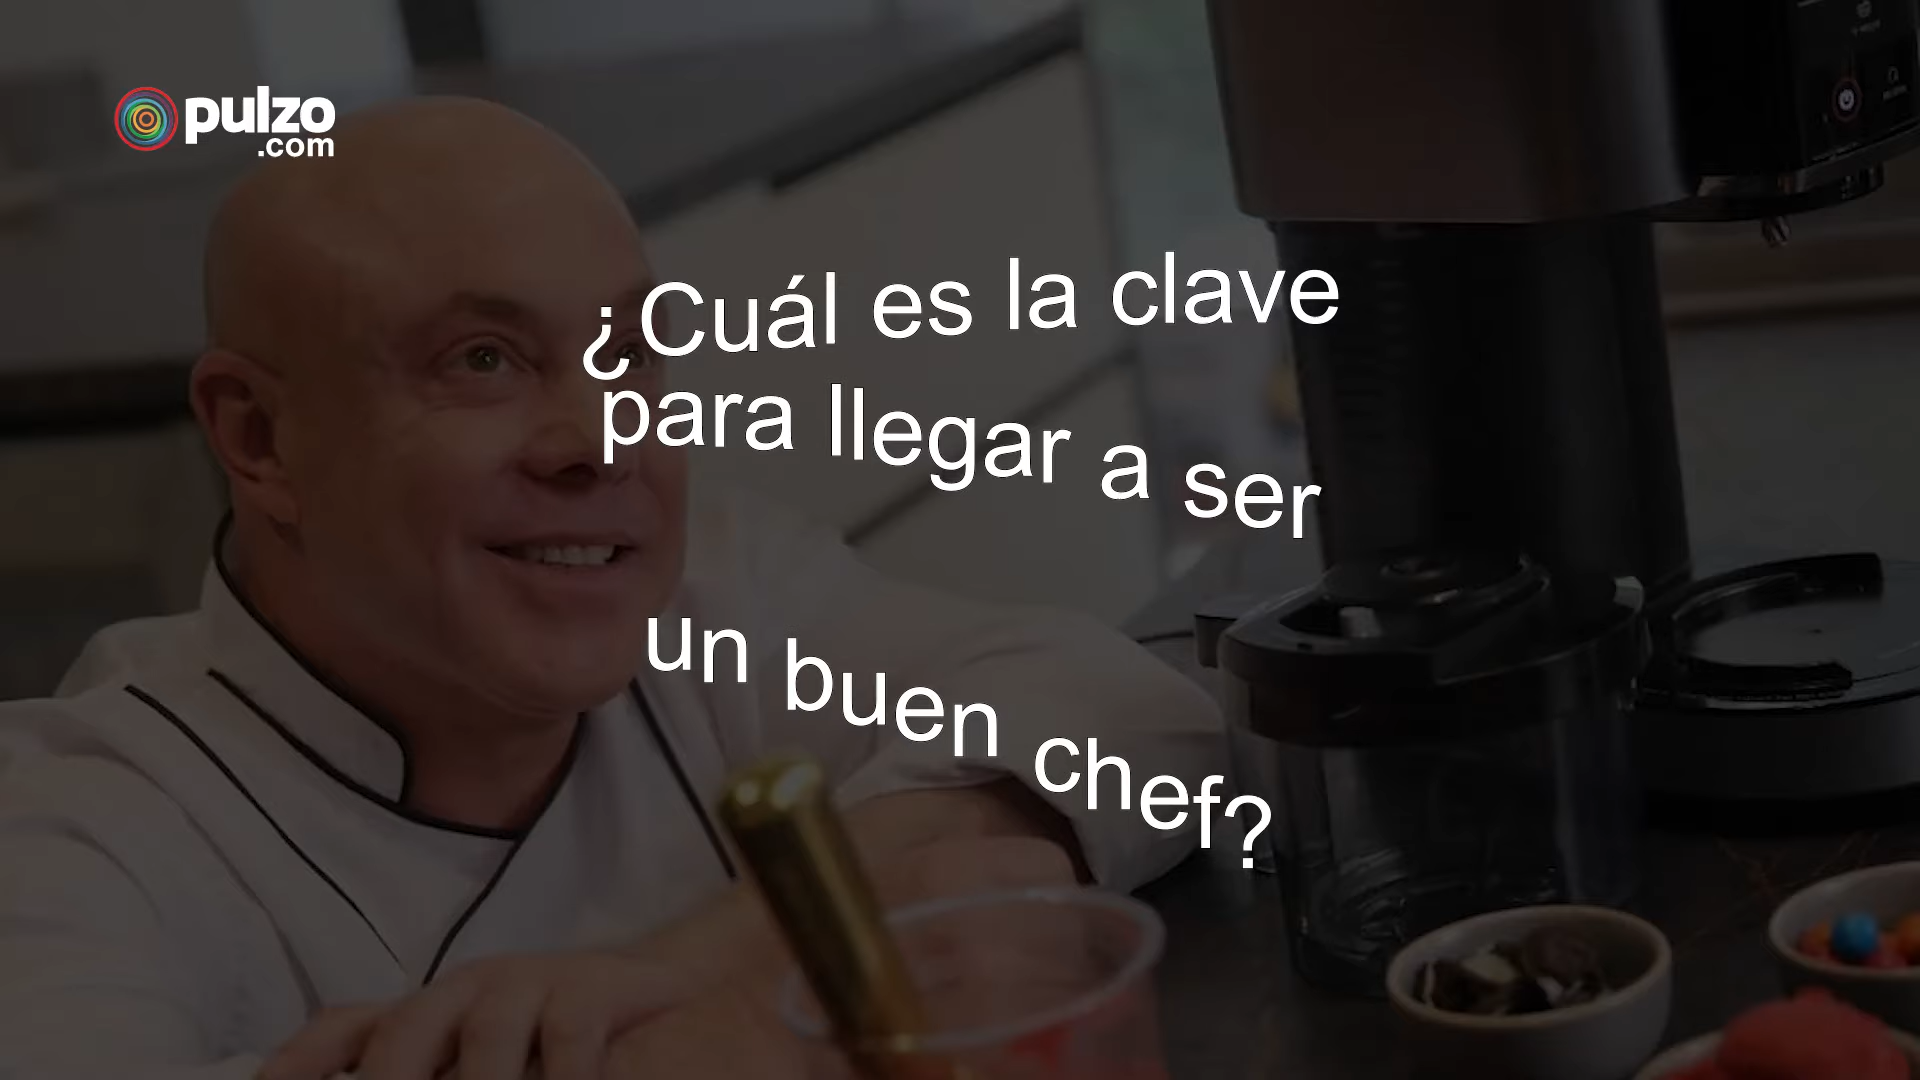 pulzo
.com
¿Cuál es la clave
para llegar a ser
un buen chef?